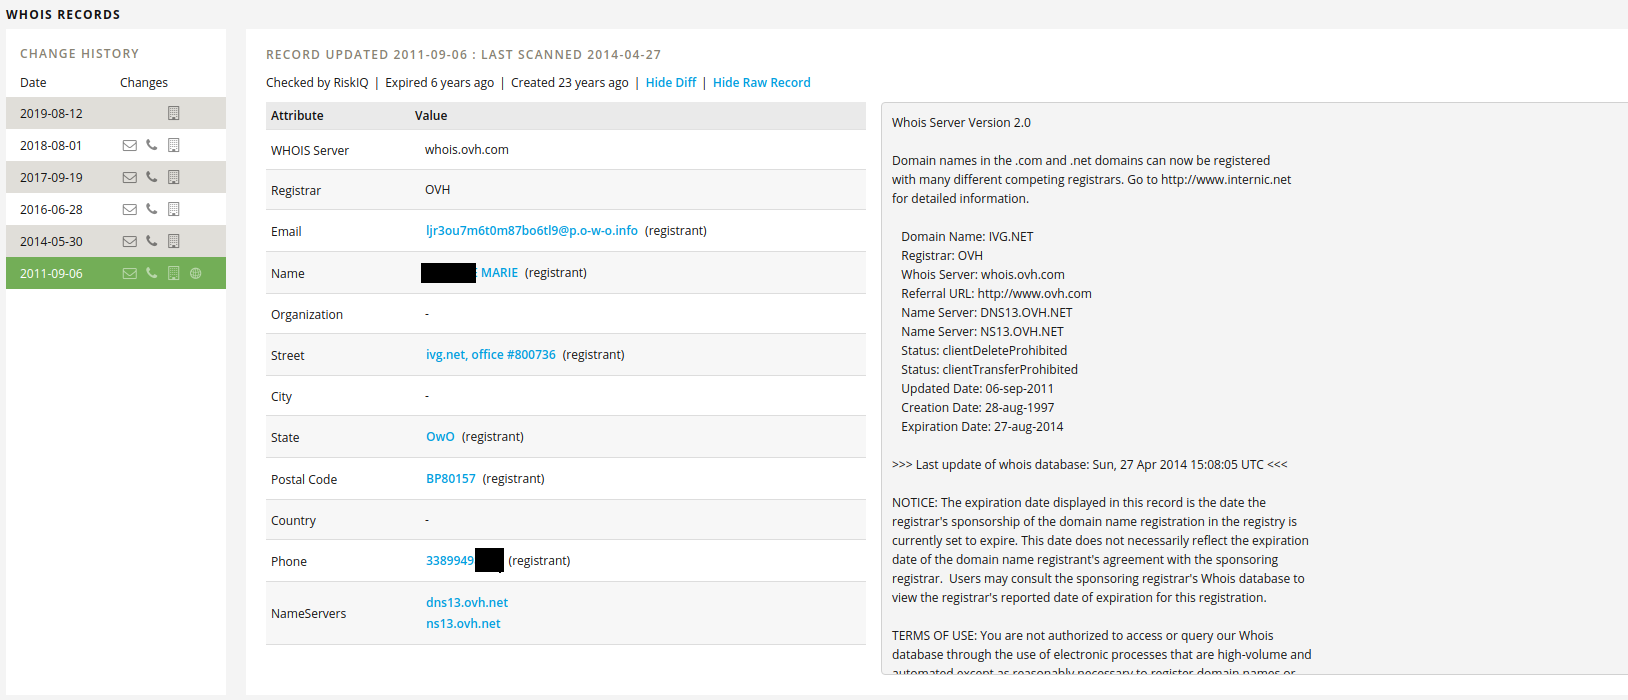 WHOIS RECORDS
CHANGE HISTORY
Date Changes
2019-08-12
2018-08-01
2017-09-19
2016-06-28
2014-05-30
2011-09-06
RECORD UPDATED 2011-09-06 : LAST SCANNED 2014-04-27
Checked by RiskIQ | Expired 6 years ago | Created 23 years ago | Hide Diff | Hide Raw Record
Attribute Value
WHOIS Server whois.ovh.com
Registrar OVH
Email ljr3ou7m6t0m87bo6tl9@p.o-w-o.info (registrant)
Name MARIE (registrant)
Organization -
Street ivg.net, office #800736 (registrant)
City -
State OwO (registrant)
Postal Code BP80157 (registrant)
Country -
Phone 3389949 (registrant)
NameServers dns13.ovh.net
ns13.ovh.net
Whois Server Version 2.0
Domain names in the .com and .net domains can now be registered
with many different competing registrars. Go to http://www.internic.net
for detailed information.
Domain Name: IVG.NET
Registrar: OVH
Whois Server: whois.ovh.com
Referral URL: http://www.ovh.com
Name Server: DNS13.OVH.NET
Name Server: NS13.OVH.NET
Status: clientDeleteProhibited
Status: clientTransferProhibited
Updated Date: 06-sep-2011
Creation Date: 28-aug-1997
Expiration Date: 27-aug-2014
>>> Last update of whois database: Sun, 27 Apr 2014 15:08:05 UTC <<<
NOTICE: The expiration date displayed in this record is the date the
registrar's sponsorship of the domain name registration in the registry is
currently set to expire. This date does not necessarily reflect the expiration
date of the domain name registrant's agreement with the sponsoring
registrar. Users may consult the sponsoring registrar's Whois database to
view the registrar's reported date of expiration for this registration.
TERMS OF USE: You are not authorized to access or query our Whois
database through the use of electronic processes that are high-volume and
automated except as reasonably necessary to register domain names or